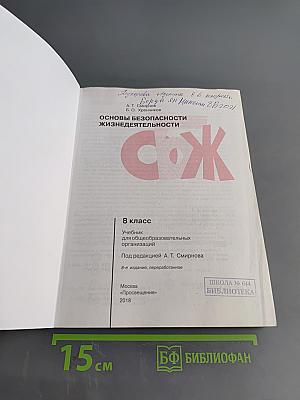 А. Т. Смирнов
Б. О. Хренников
ОСНОВЫ БЕЗОПАСНОСТИ
ЖИЗНЕДЕЯТЕЛЬНОСТИ
ОБЖ
8 класс
Учебник
для общеобразовательных
организаций
Под редакцией А. Т. Смирнова
Москва
«Просвещение»
2018
ШКОЛА № 644
БИБЛИОТЕКА
15 см
БФ БИБЛИОФАН